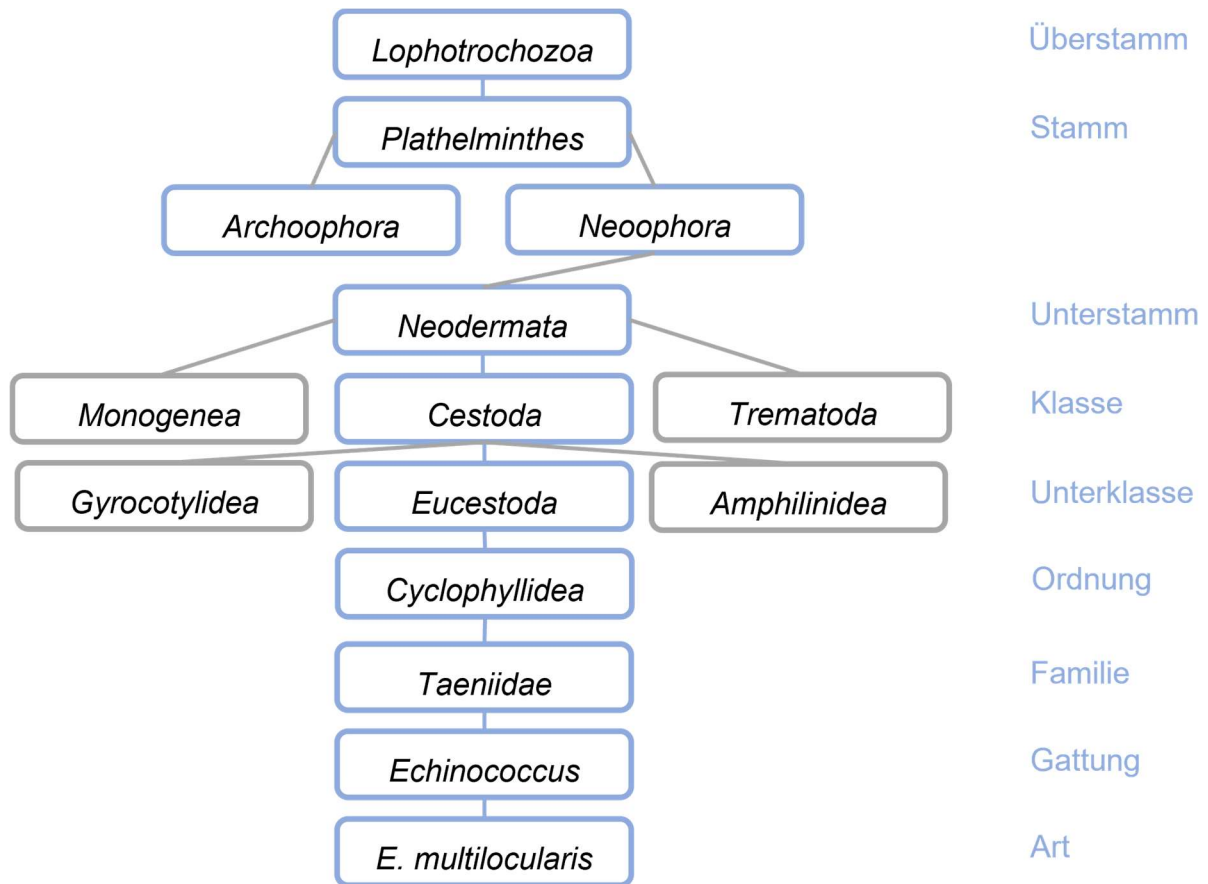 Lophotrochozoa Überstamm
Plathelminthes Stamm
Archoophora Neoophora
Neodermata Unterstamm
Monogenea Cestoda Trematoda Klasse
Gyrocotylidea Eucestoda Amphilinidea Unterklasse
Cyclophyllidea Ordnung
Taeniidae Familie
Echinococcus Gattung
E. multilocularis Art